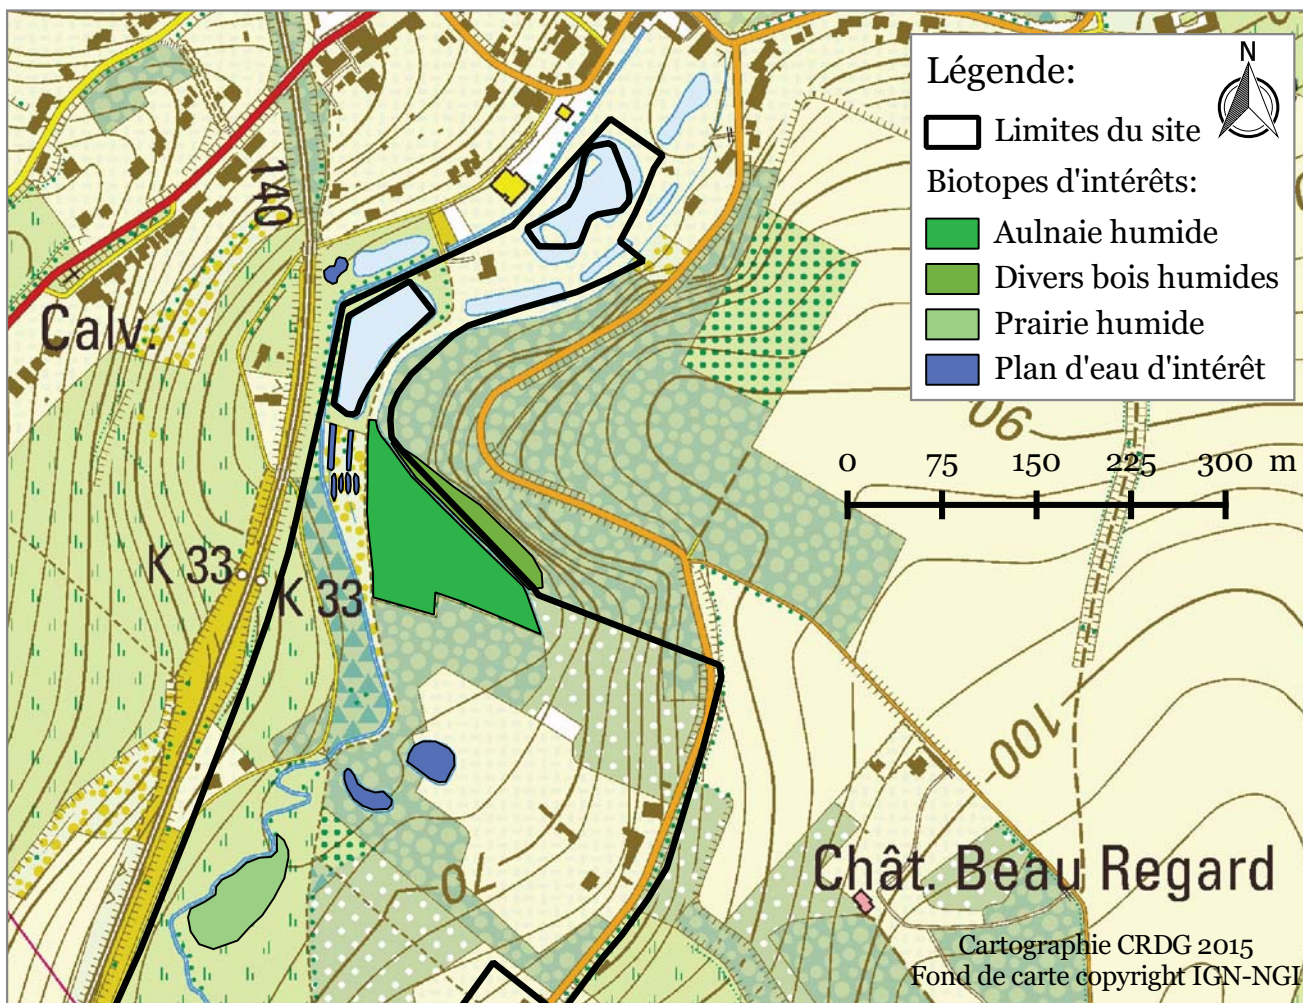 Légende:
N
Limites du site
Biotopes d'intérêts:
Aulnaie humide
Divers bois humides
Prairie humide
Plan d'eau d'intérêt
140
Calv.
90
0 75 150 225 300 m
K 33
K 33
100
70
Chât. Beau Regard
Cartographie CRDG 2015
Fond de carte copyright IGN-NGI